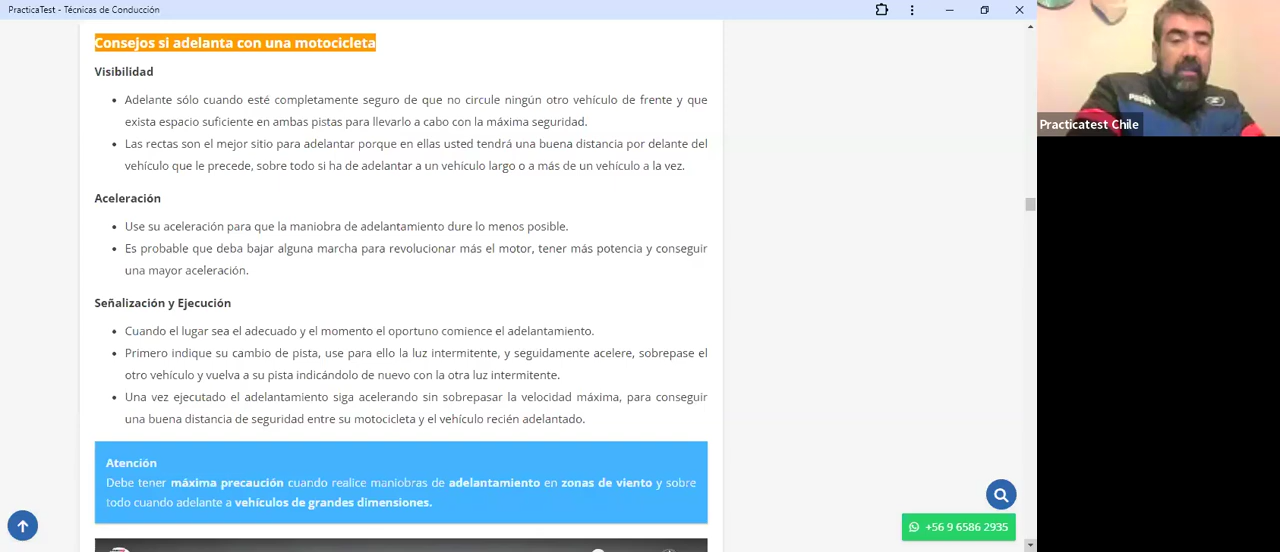 PracticaTest - Técnicas de Conducción
Consejos si adelanta con una motocicleta
Visibilidad
• Adelante sólo cuando esté completamente seguro de que no circule ningún otro vehículo de frente y que
exista espacio suficiente en ambas pistas para llevarlo a cabo con la máxima seguridad.
• Las rectas son el mejor sitio para adelantar porque en ellas usted tendrá una buena distancia por delante del
vehículo que le precede, sobre todo si ha de adelantar a un vehículo largo o a más de un vehículo a la vez.
Aceleración
• Use su aceleración para que la maniobra de adelantamiento dure lo menos posible.
• Es probable que deba bajar alguna marcha para revolucionar más el motor, tener más potencia y conseguir
una mayor aceleración.
Señalización y Ejecución
• Cuando el lugar sea el adecuado y el momento el oportuno comience el adelantamiento.
• Primero indique su cambio de pista, use para ello la luz intermitente, y seguidamente acelere, sobrepase el
otro vehículo y vuelva a su pista indicándolo de nuevo con la otra luz intermitente.
• Una vez ejecutado el adelantamiento siga acelerando sin sobrepasar la velocidad máxima, para conseguir
una buena distancia de seguridad entre su motocicleta y el vehículo recién adelantado.
Atención
Debe tener máxima precaución cuando realice maniobras de adelantamiento en zonas de viento y sobre
todo cuando adelante a vehículos de grandes dimensiones.
+56 9 6586 2935
Practicatest Chile